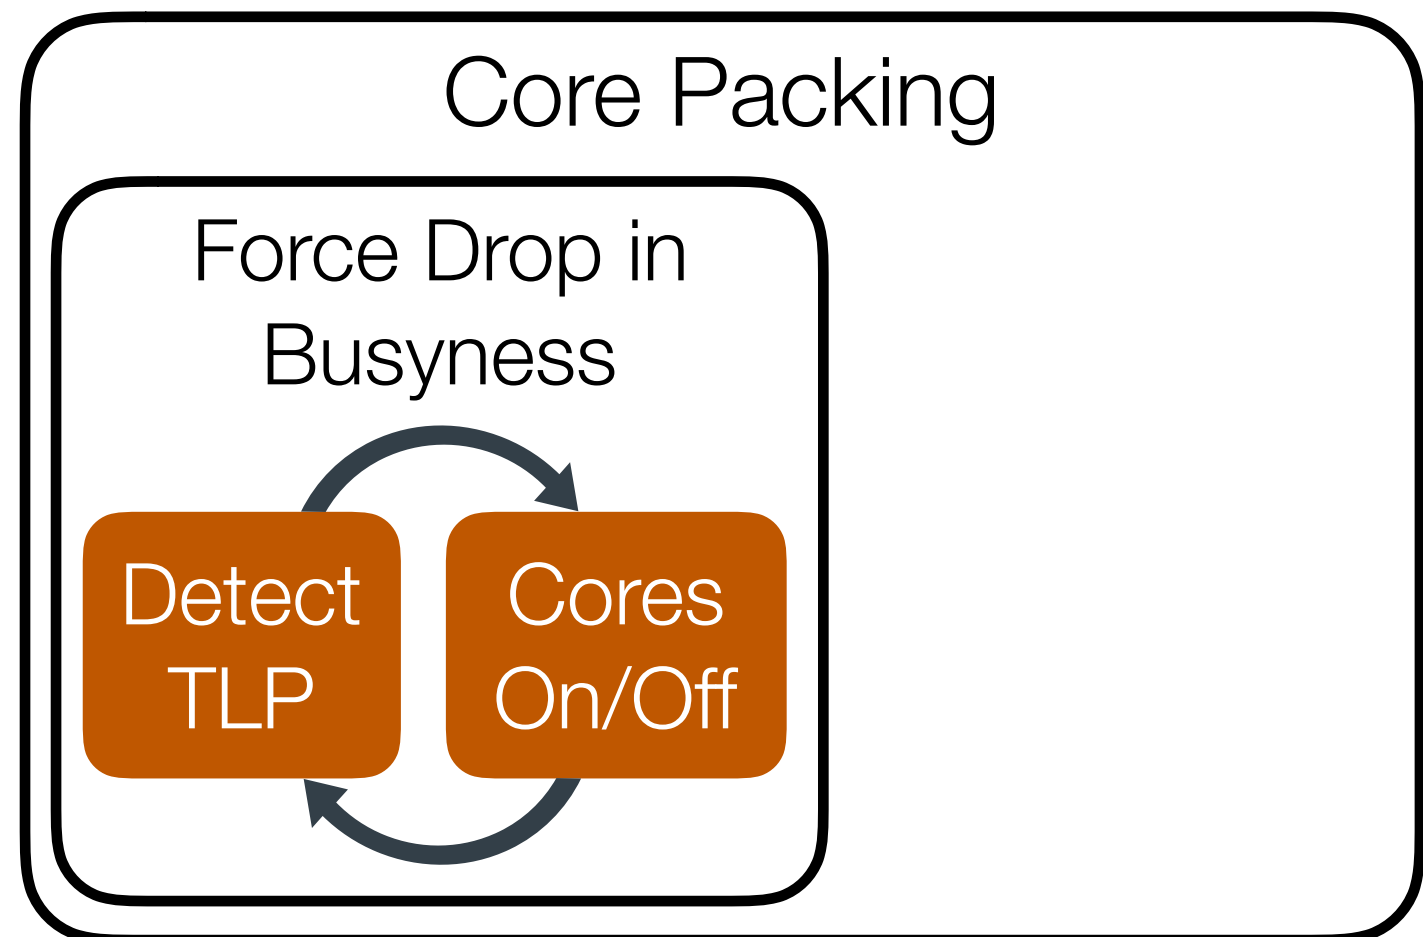 Core Packing
Force Drop in
Busyness
Detect
TLP
Cores
On/Off